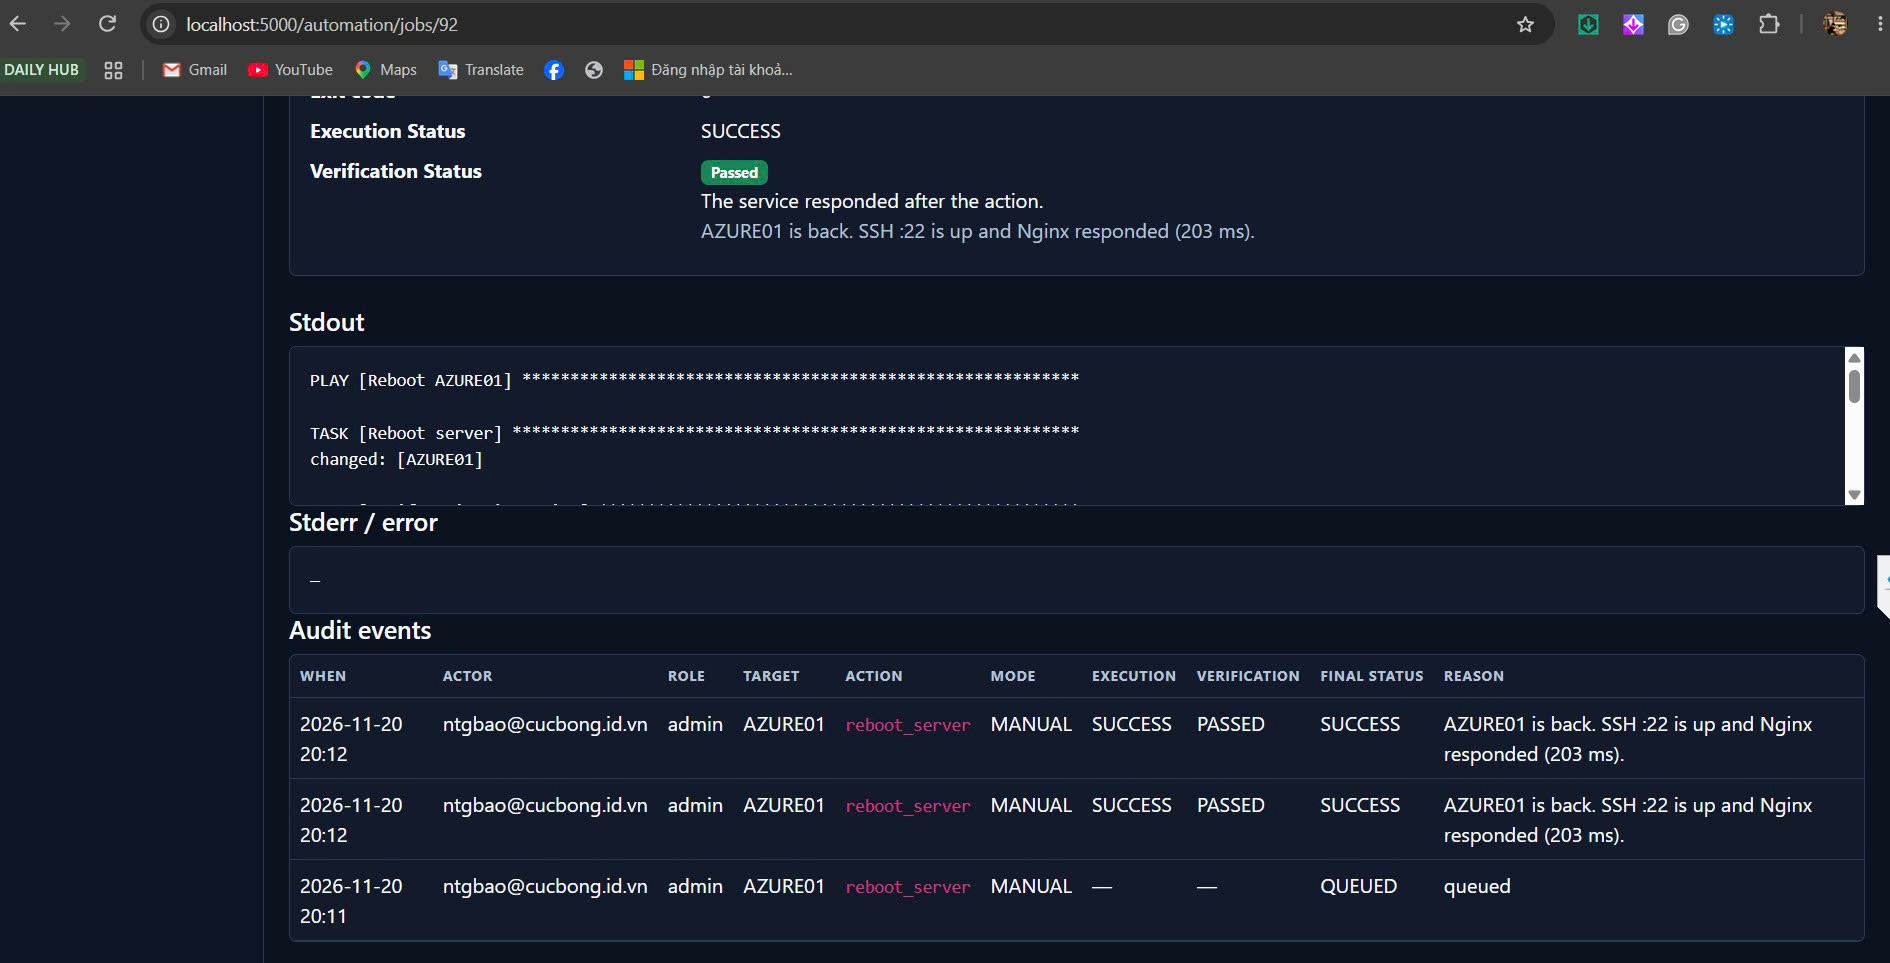 localhost:5000/automation/jobs/92
DAILY HUB Gmail YouTube Maps Translate Đăng nhập tài khoả...
Execution Status SUCCESS
Verification Status Passed
The service responded after the action.
AZURE01 is back. SSH :22 is up and Nginx responded (203 ms).
Stdout
PLAY [Reboot AZURE01] **********************************************************
TASK [Reboot server] ***********************************************************
changed: [AZURE01]
Stderr / error
—
Audit events
WHEN ACTOR ROLE TARGET ACTION MODE EXECUTION VERIFICATION FINAL STATUS REASON
2026-11-20 ntgbao@cucbong.id.vn admin AZURE01 reboot_server MANUAL SUCCESS PASSED SUCCESS AZURE01 is back. SSH :22 is up and Nginx
20:12 responded (203 ms).
2026-11-20 ntgbao@cucbong.id.vn admin AZURE01 reboot_server MANUAL SUCCESS PASSED SUCCESS AZURE01 is back. SSH :22 is up and Nginx
20:12 responded (203 ms).
2026-11-20 ntgbao@cucbong.id.vn admin AZURE01 reboot_server MANUAL — — QUEUED queued
20:11